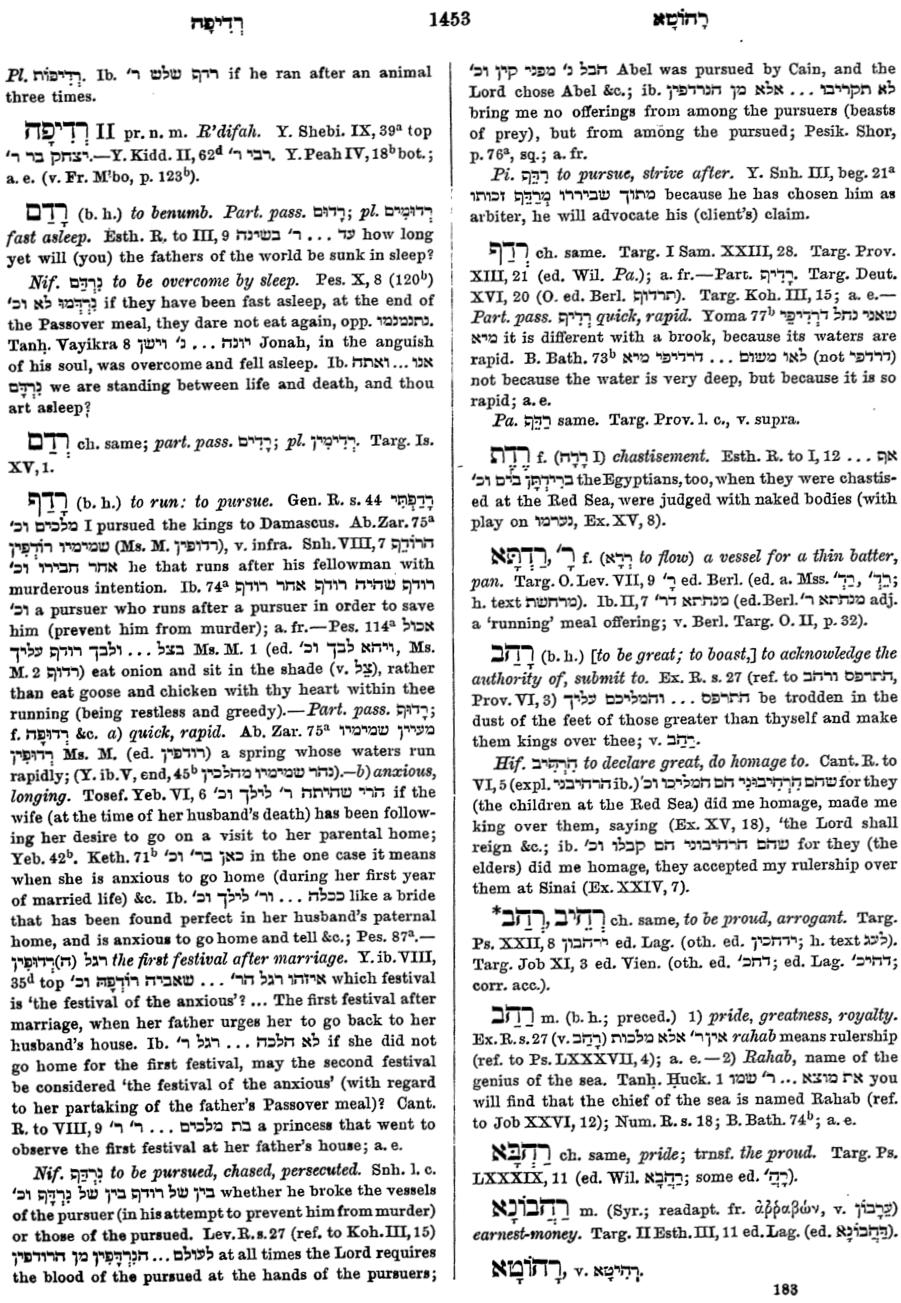 רְדִיפָה 1453 רָהוֹטָא
Pl. רְדִיפוֹת. Ib. רדף שלש ר׳ if he ran after an animal
three times.
רְדִיפָה II pr. n. m. R'difah. Y. Shebi. IX, 39ᵃ top
יצחק בר ר׳.—Y. Kidd. II, 62ᵈ רבי ר׳. Y. Peah IV, 18ᵇ bot.;
a. e. (v. Fr. M'bo, p. 123ᵇ).
רָדַם (b. h.) to benumb. Part. pass. רָדוּם; pl. רְדוּמִים
fast asleep. Esth. R. to III, 9 עד ... ר׳ בשינה how long
yet will (you) the fathers of the world be sunk in sleep?
Nif. נִרְדַּם to be overcome by sleep. Pes. X, 8 (120ᵇ)
נִרְדְּמוּ לא וכ׳ if they have been fast asleep, at the end of
the Passover meal, they dare not eat again, opp. נתנמנמו.
Tanḥ. Vayikra 8 יונה ... נ׳ וישן Jonah, in the anguish
of his soul, was overcome and fell asleep. Ib. אנו... ואתה
נִרְדָּם we are standing between life and death, and thou
art asleep?
רְדַם ch. same; part. pass. רָדִים; pl. רְדִימִין. Targ. Is.
XV, 1.
רָדַף (b. h.) to run: to pursue. Gen. R. s. 44 רָדַפְתִּי
מלכים וכ׳ I pursued the kings to Damascus. Ab. Zar. 75ᵃ
שמימיו רוֹדְפִין (Ms. M. רדופין), v. infra. Snh. VIII, 7 הרוֹדֵף
אחר חבירו וכ׳ he that runs after his fellowman with
murderous intention. Ib. 74ᵃ רודף שהיה רודף אחר רודף
וכ׳ a pursuer who runs after a pursuer in order to save
him (prevent him from murder); a. fr.—Pes. 114ᵃ אכול
בצל ... ולבך רודף עליך Ms. M. 1 (ed. ויהא לבך וכ׳, Ms.
M. 2 רדוף) eat onion and sit in the shade (v. צֵל), rather
than eat goose and chicken with thy heart within thee
running (being restless and greedy).—Part. pass. רָדוּף;
f. רְדוּפָה &c. a) quick, rapid. Ab. Zar. 75ᵃ מעיין שמימיו
רְדוּפִין Ms. M. (ed. רודפין) a spring whose waters run
rapidly; (Y. ib. V, end, 45ᵇ נהר שמימיו מהלכין).—b) anxious,
longing. Tosef. Yeb. VI, 6 הרי שהיתה ר׳ לילך וכ׳ if the
wife (at the time of her husband's death) has been follow-
ing her desire to go on a visit to her parental home;
Yeb. 42ᵇ. Keth. 71ᵇ כאן בר׳ וכ׳ in the one case it means
when she is anxious to go home (during her first year
of married life) &c. Ib. ככלה ... ור׳ לילך וכ׳ like a bride
that has been found perfect in her husband's paternal
home, and is anxious to go home and tell &c.; Pes. 87ᵃ.—
רגל (ה)רְדוּפִין the first festival after marriage. Y. ib. VIII,
35ᵈ top איזהו רגל הר׳ ... שאביה רוֹדְפָהּ וכ׳ which festival
is 'the festival of the anxious'? ... The first festival after
marriage, when her father urges her to go back to her
husband's house. Ib. לא הלכה ... רגל ר׳ if she did not
go home for the first festival, may the second festival
be considered 'the festival of the anxious' (with regard
to her partaking of the father's Passover meal)? Cant.
R. to VIII, 9 בת מלכים ... ר׳ ר׳ a princess that went to
observe the first festival at her father's house; a. e.
Nif. נִרְדַּף to be pursued, chased, persecuted. Snh. l. c.
בין של רודף בין של נִרְדָּף וכ׳ whether he broke the vessels
of the pursuer (in his attempt to prevent him from murder)
or those of the pursued. Lev. R. s. 27 (ref. to Koh. III, 15)
לעולם ... הנִרְדָּפִין מן הרודפין at all times the Lord requires
the blood of the pursued at the hands of the pursuers;
הבל נ׳ מפני קין וכ׳ Abel was pursued by Cain, and the
Lord chose Abel &c.; ib. לא תקריבו ... אלא מן הנרדפין
bring me no offerings from among the pursuers (beasts
of prey), but from among the pursued; Pesik. Shor,
p. 76ᵃ, sq.; a. fr.
Pi. רִדֵּף to pursue, strive after. Y. Snh. III, beg. 21ᵃ
מתוך שביררו מְרַדֵּף זכותו because he has chosen him as
arbiter, he will advocate his (client's) claim.
רְדַף ch. same. Targ. I Sam. XXIII, 28. Targ. Prov.
XIII, 21 (ed. Wil. Pa.); a. fr.—Part. רָדֵיף. Targ. Deut.
XVI, 20 (O. ed. Berl. תרדוף). Targ. Koh. III, 15; a. e.—
Part. pass. רְדִיף quick, rapid. Yoma 77ᵇ שאני נחל דִּרְדִיפֵי
מיא it is different with a brook, because its waters are
rapid. B. Bath. 73ᵇ לאו משום ... דרדיפי מיא (not דרדפי)
not because the water is very deep, but because it is so
rapid; a. e.
Pa. רַדֵּף same. Targ. Prov. l. c., v. supra.
רֶדֶת f. (רָדָה I) chastisement. Esth. R. to I, 12 אף ...
ברידתן בים וכ׳ the Egyptians, too, when they were chastis-
ed at the Red Sea, were judged with naked bodies (with
play on נערמו, Ex. XV, 8).
רַדְתָּא, ר׳ f. (רדא to flow) a vessel for a thin batter,
pan. Targ. O. Lev. VII, 9 ר׳ ed. Berl. (ed. a. Mss. רַד׳, רְד׳;
h. text מרחשת). Ib. II, 7 מנחתא דר׳ (ed. Berl. מנחתא ר׳ adj.
a 'running' meal offering; v. Berl. Targ. O. II, p. 32).
רָהַב (b. h.) [to be great; to boast,] to acknowledge the
authority of, submit to. Ex. R. s. 27 (ref. to התרפס ורהב,
Prov. VI, 3) התרפס ... והמליכם עליך be trodden in the
dust of the feet of those greater than thyself and make
them kings over thee; v. רַהַב.
Hif. הִרְהִיב to declare great, do homage to. Cant. R. to
VI, 5 (expl. הרהיבני ib.) שהם הִרְהִיבוּנִי הם המליכו וכ׳ for they
(the children at the Red Sea) did me homage, made me
king over them, saying (Ex. XV, 18), 'the Lord shall
reign &c.; ib. שהם הרהיבוני הם קבלו וכ׳ for they (the
elders) did me homage, they accepted my rulership over
them at Sinai (Ex. XXIV, 7).
*רְהֵיב, רְהַב ch. same, to be proud, arrogant. Targ.
Ps. XXII, 8 ירהבון ed. Lag. (oth. ed. ידחכון; h. text לעג).
Targ. Job XI, 3 ed. Vien. (oth. ed. דחכ׳; ed. Lag. דהיב׳;
corr. acc.).
רַהַב m. (b. h.; preced.) 1) pride, greatness, royalty.
Ex. R. s. 27 (v. רָהַב) אין ר׳ אלא מלכות rahab means rulership
(ref. to Ps. LXXXVII, 4); a. e.—2) Rahab, name of the
genius of the sea. Tanḥ. Ḥuck. 1 את מוצא ... ר׳ שמו you
will find that the chief of the sea is named Rahab (ref.
to Job XXVI, 12); Num. R. s. 18; B. Bath. 74ᵇ; a. e.
רַהֲבָא ch. same, pride; trnsf. the proud. Targ. Ps.
LXXXIX, 11 (ed. Wil. רַהְבָּא; some ed. רָהֲ׳).
רַהֲבוֹנָא m. (Syr.; readapt. fr. ἀῤῥαβών, v. עֵרָבוֹן)
earnest-money. Targ. II Esth. III, 11 ed. Lag. (ed. רַהֲבּוֹנָא).
רָהוֹטָא, v. רְהִיטָא.
183